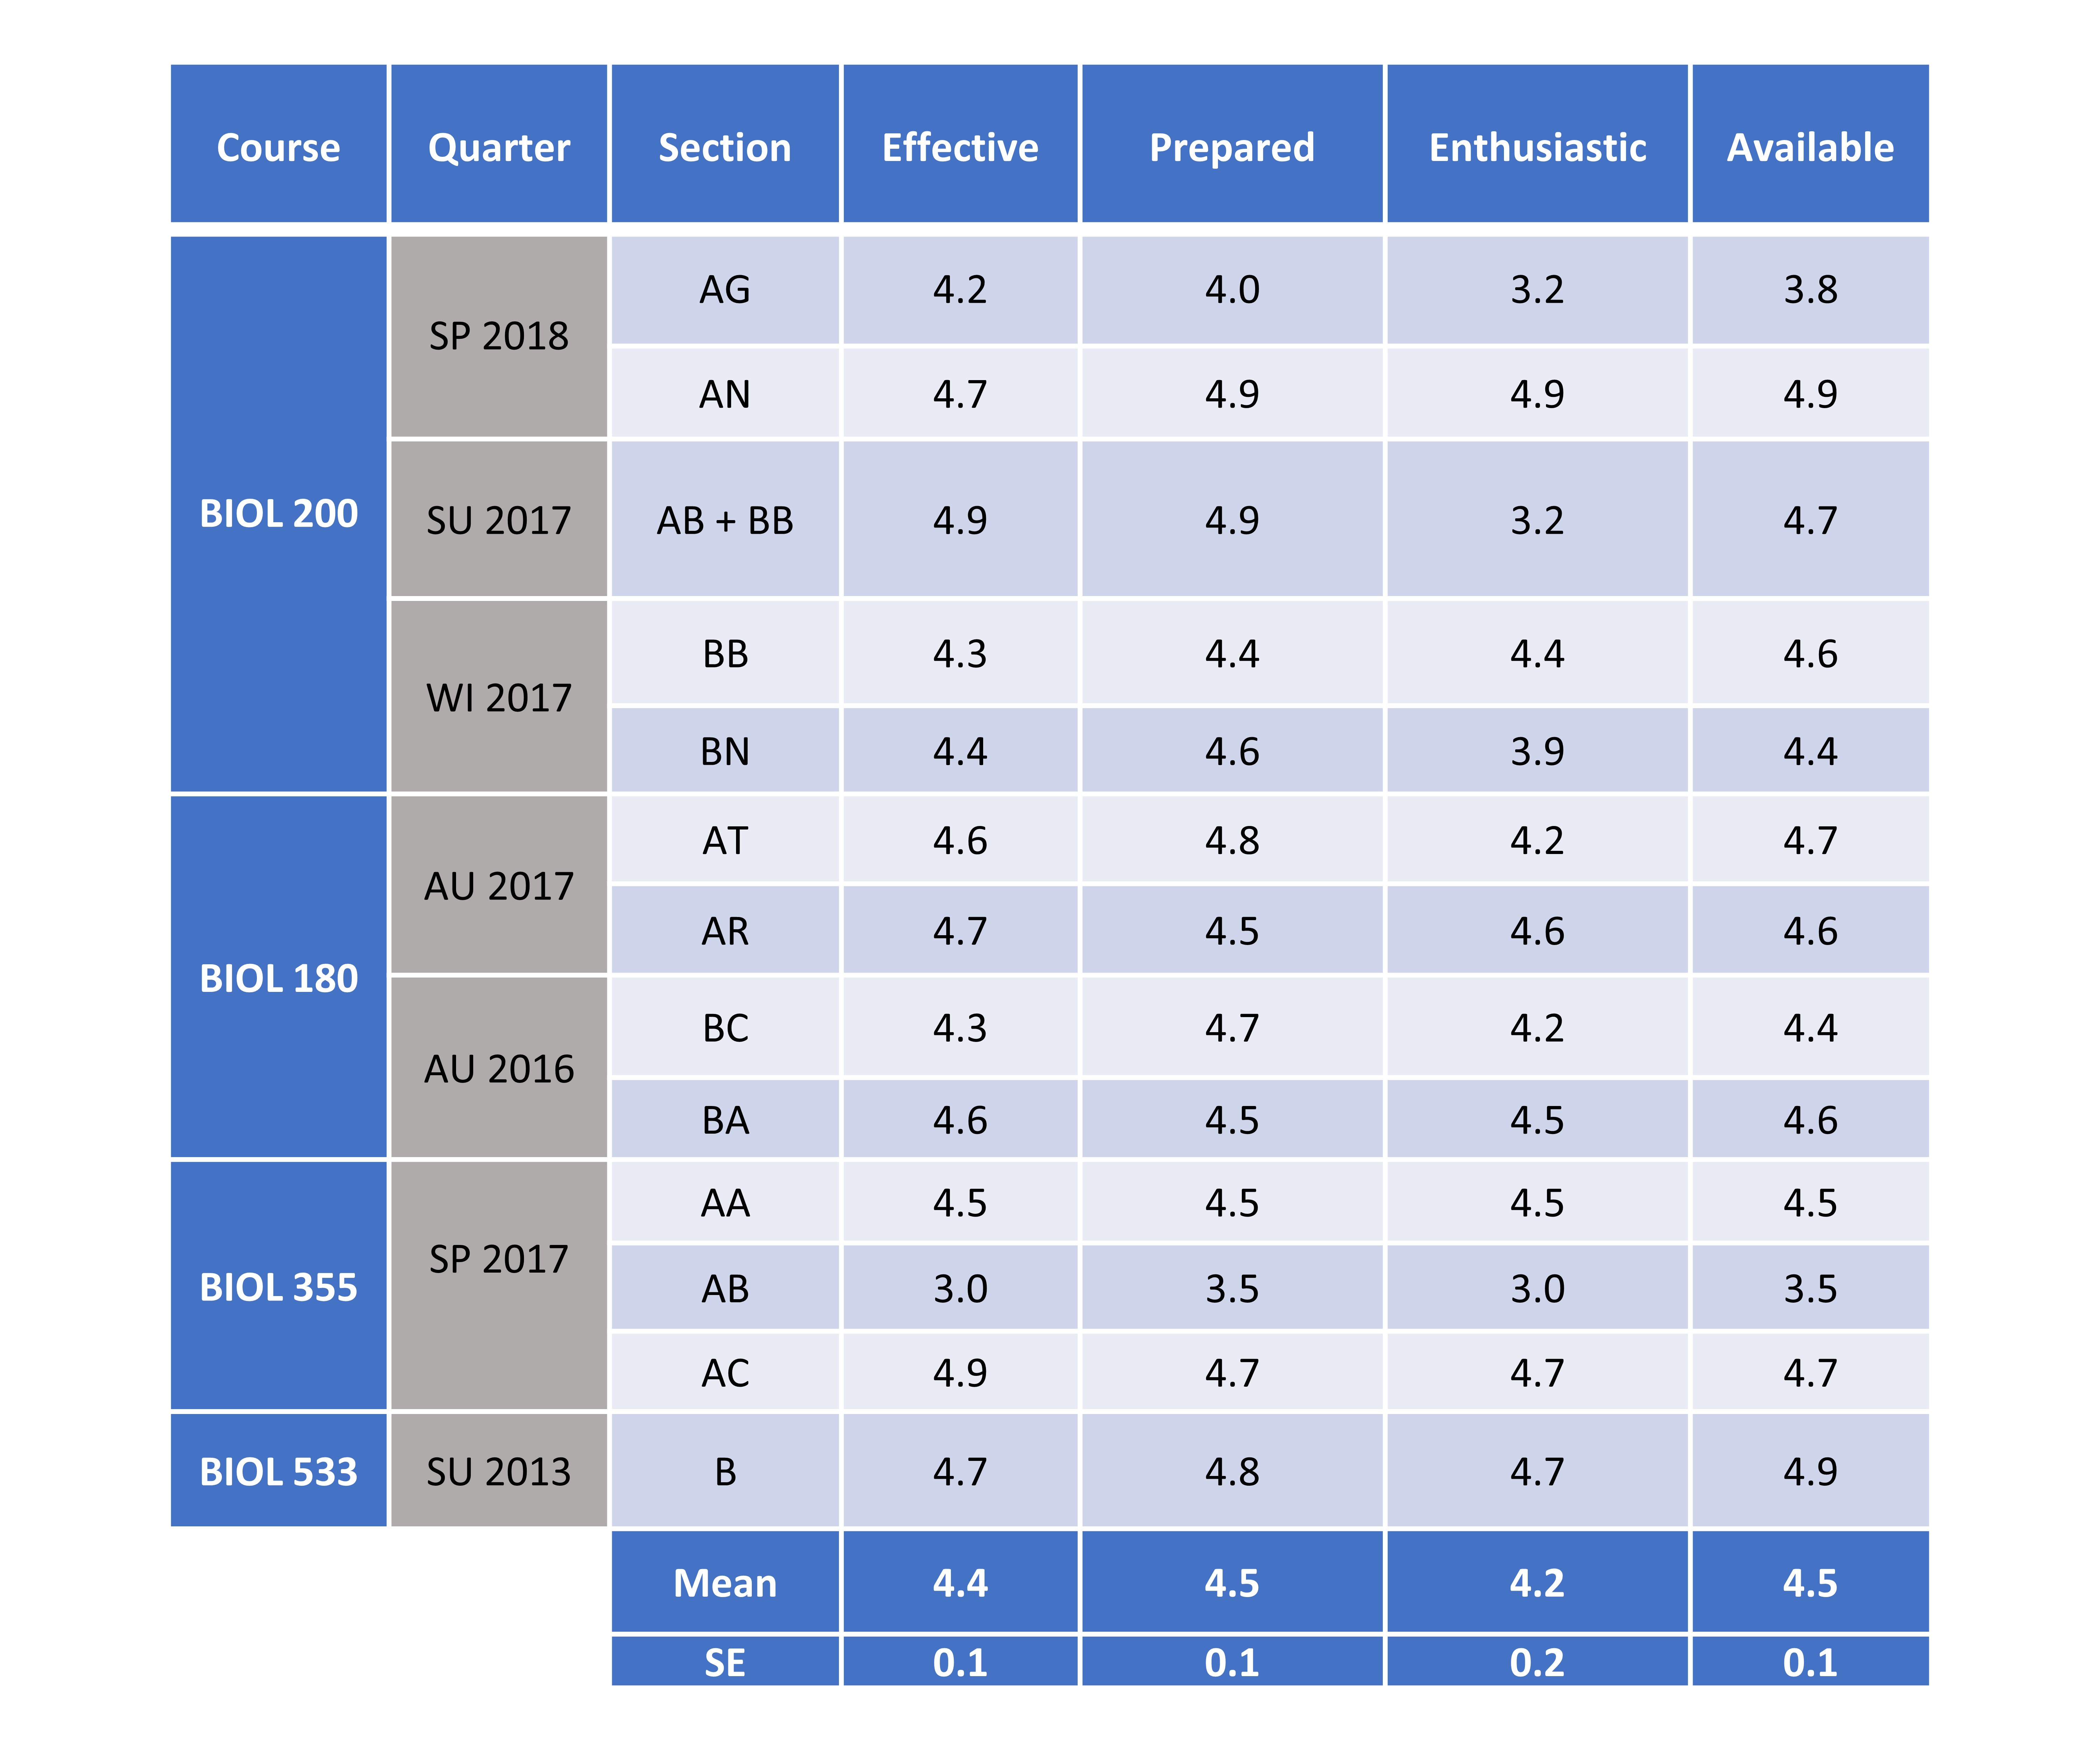 Course Quarter Section Effective Prepared Enthusiastic Available
BIOL 200 SP 2018 AG 4.2 4.0 3.2 3.8
AN 4.7 4.9 4.9 4.9
SU 2017 AB + BB 4.9 4.9 3.2 4.7
WI 2017 BB 4.3 4.4 4.4 4.6
BN 4.4 4.6 3.9 4.4
BIOL 180 AU 2017 AT 4.6 4.8 4.2 4.7
AR 4.7 4.5 4.6 4.6
AU 2016 BC 4.3 4.7 4.2 4.4
BA 4.6 4.5 4.5 4.6
BIOL 355 SP 2017 AA 4.5 4.5 4.5 4.5
AB 3.0 3.5 3.0 3.5
AC 4.9 4.7 4.7 4.7
BIOL 533 SU 2013 B 4.7 4.8 4.7 4.9
Mean 4.4 4.5 4.2 4.5
SE 0.1 0.1 0.2 0.1